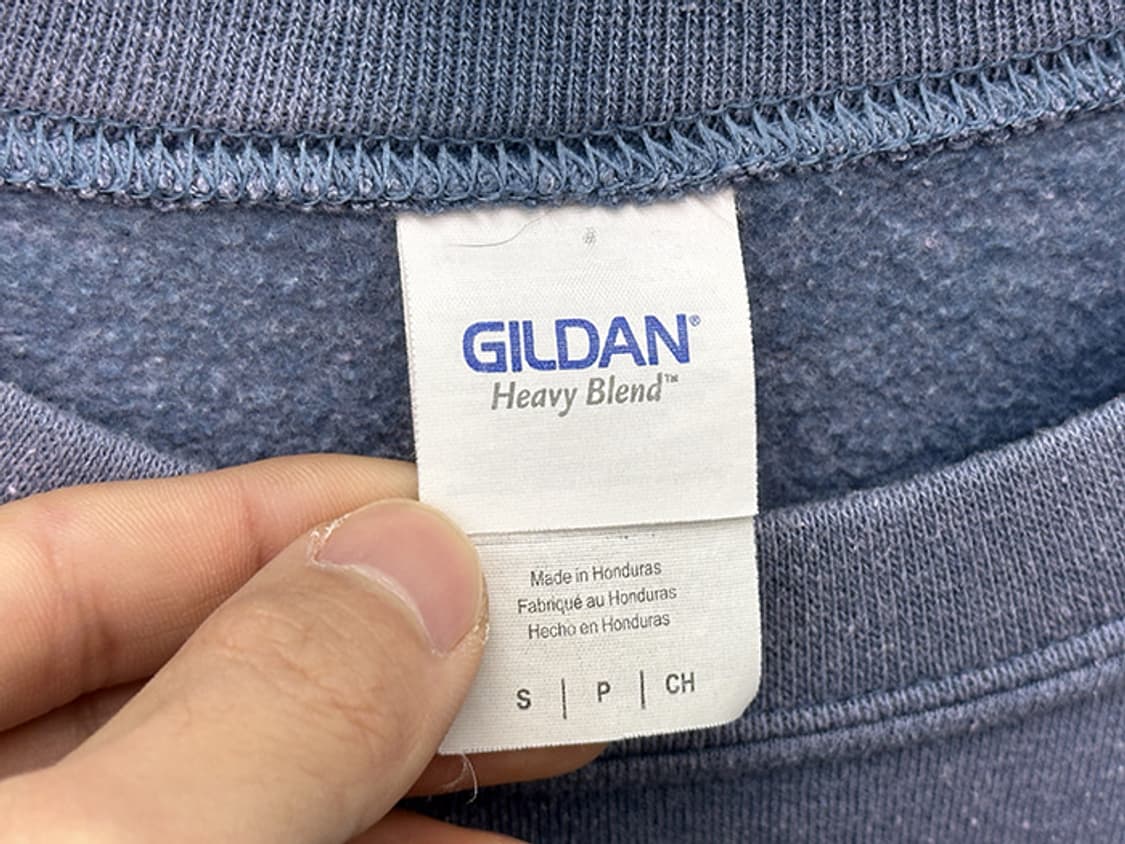 #
GILDAN®
Heavy Blend™
Made in Honduras
Fabriqué au Honduras
Hecho en Honduras
S | P | CH